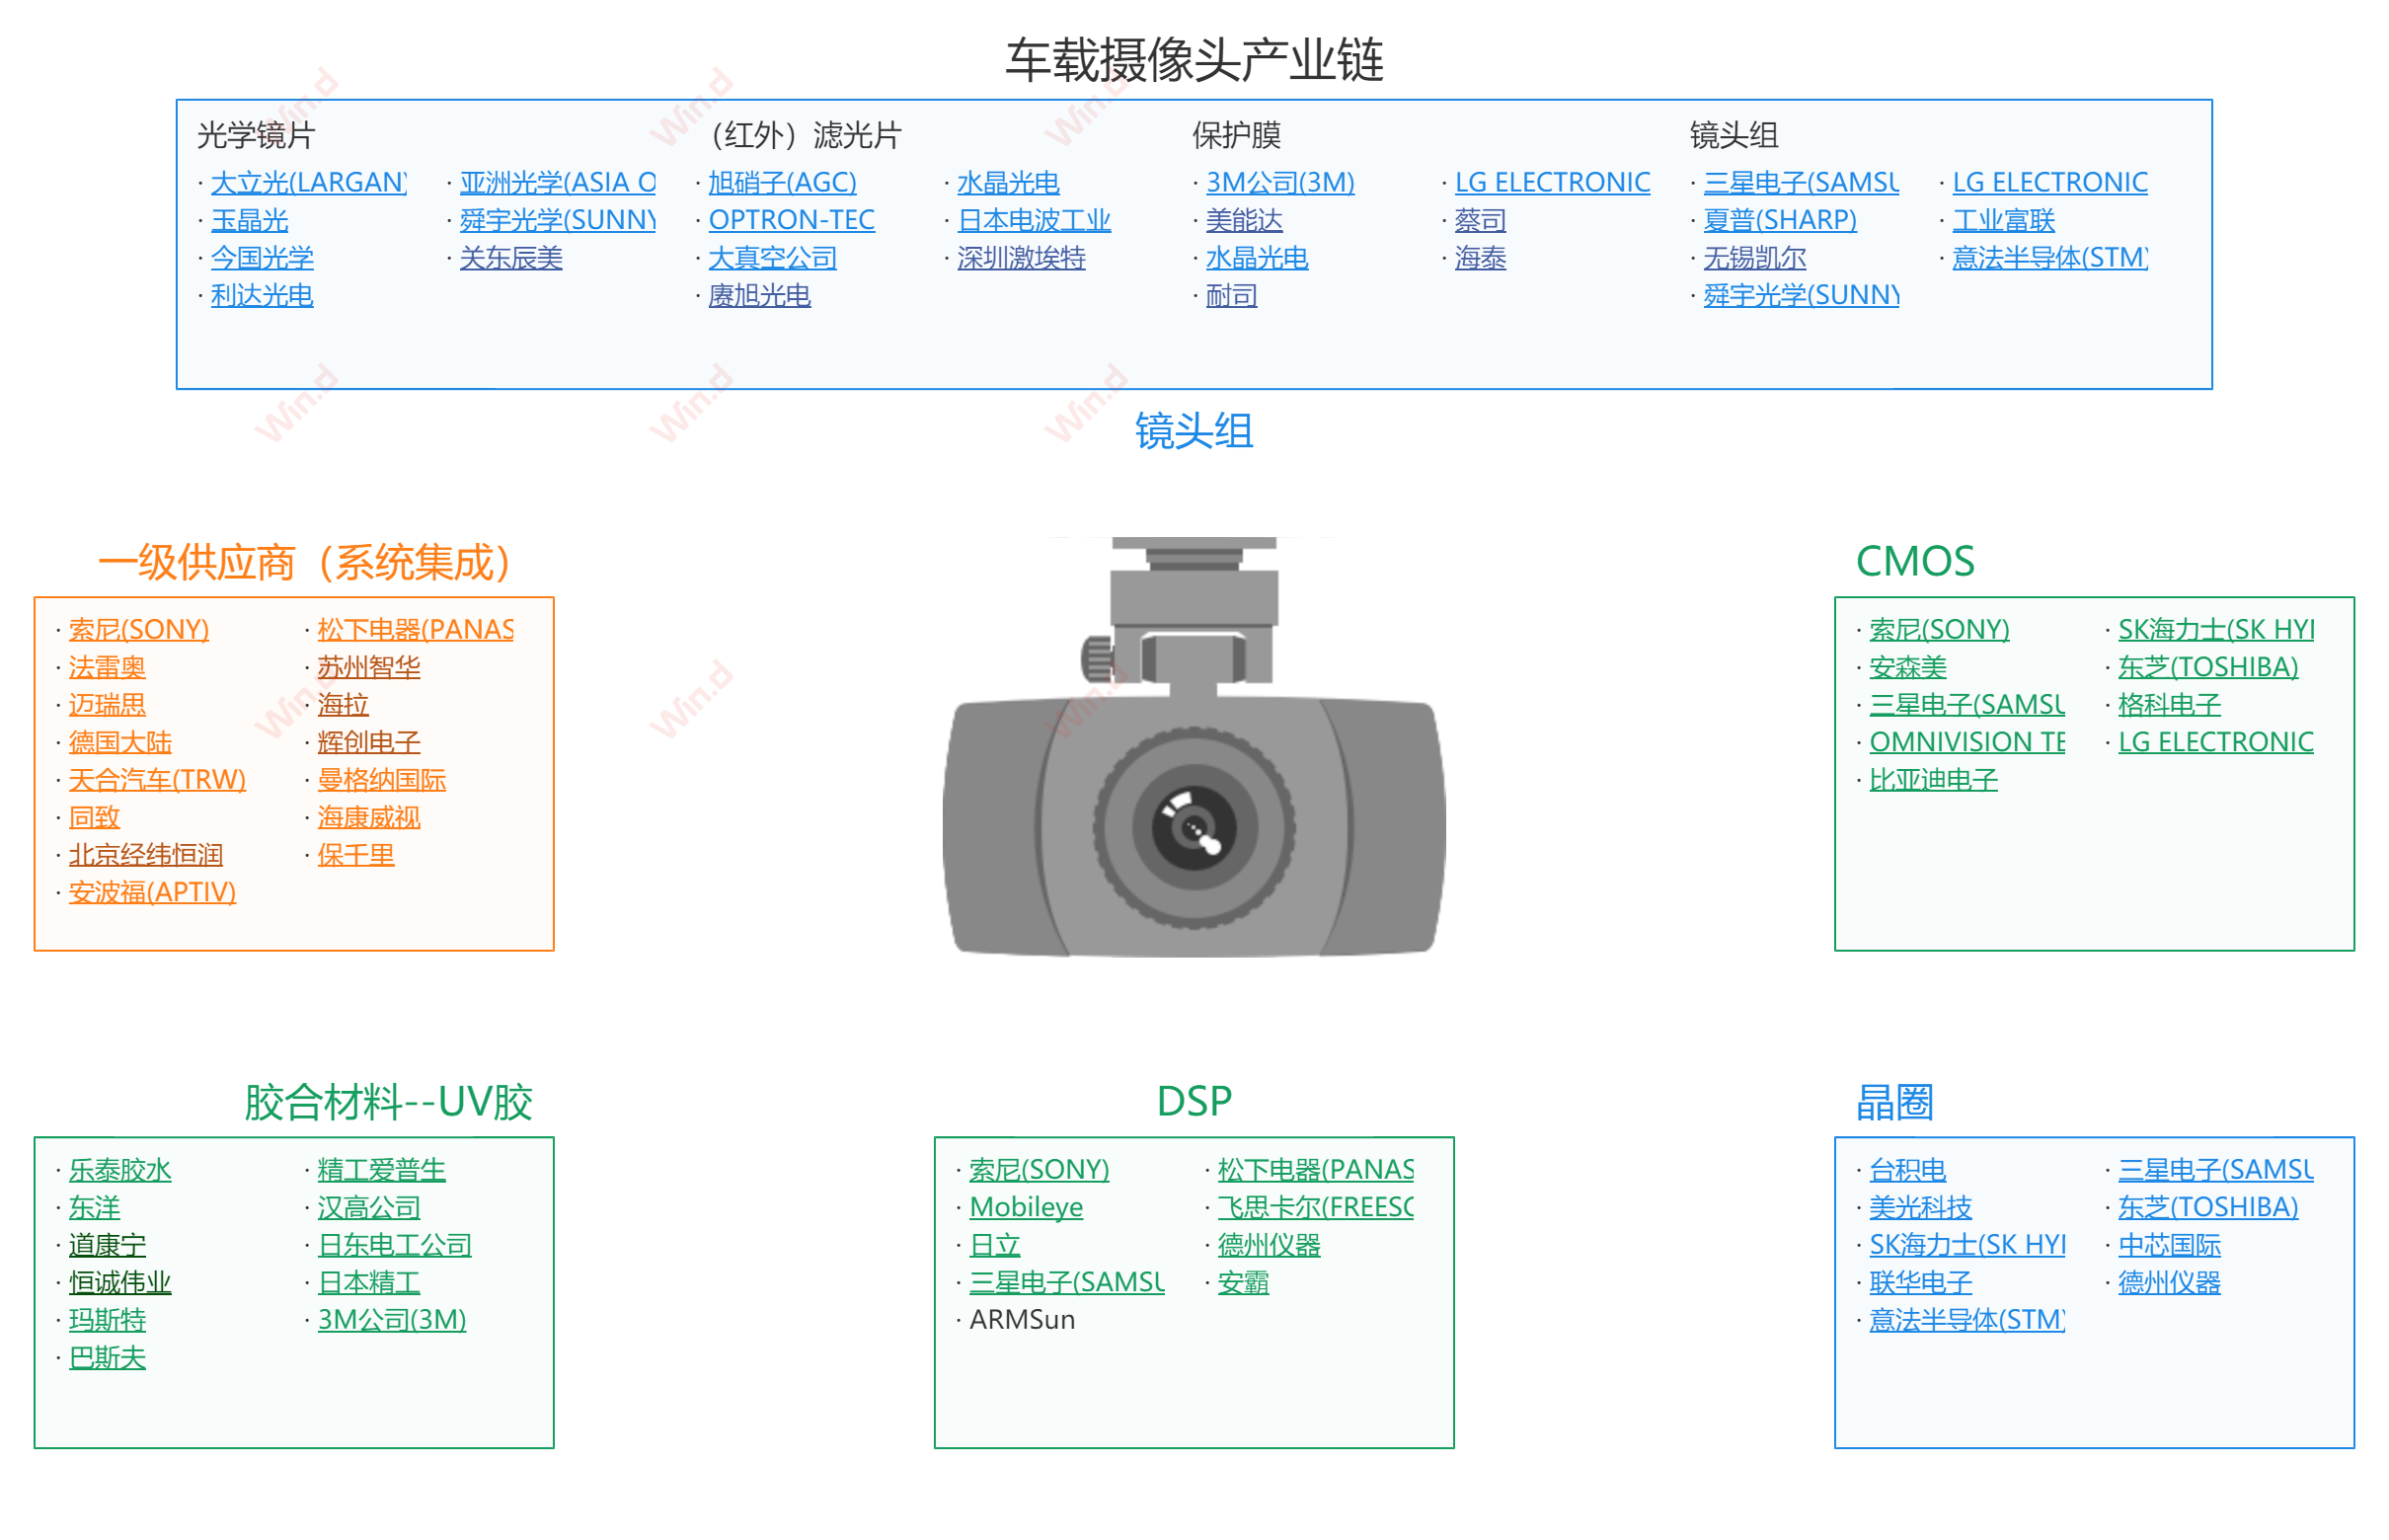 车载摄像头产业链
光学镜片
· 大立光(LARGAN)
· 亚洲光学(ASIA O
· 玉晶光
· 舜宇光学(SUNNY
· 今国光学
· 关东辰美
· 利达光电
（红外）滤光片
· 旭硝子(AGC)
· 水晶光电
· OPTRON-TEC
· 日本电波工业
· 大真空公司
· 深圳激埃特
· 赓旭光电
保护膜
· 3M公司(3M)
· LG ELECTRONIC
· 美能达
· 蔡司
· 水晶光电
· 海泰
· 耐司
镜头组
· 三星电子(SAMSU
· LG ELECTRONIC
· 夏普(SHARP)
· 工业富联
· 无锡凯尔
· 意法半导体(STM)
· 舜宇光学(SUNNY
镜头组
一级供应商（系统集成）
· 索尼(SONY)
· 松下电器(PANAS
· 法雷奥
· 苏州智华
· 迈瑞思
· 海拉
· 德国大陆
· 辉创电子
· 天合汽车(TRW)
· 曼格纳国际
· 同致
· 海康威视
· 北京经纬恒润
· 保千里
· 安波福(APTIV)
CMOS
· 索尼(SONY)
· SK海力士(SK HYI
· 安森美
· 东芝(TOSHIBA)
· 三星电子(SAMSU
· 格科电子
· OMNIVISION TE
· LG ELECTRONIC
· 比亚迪电子
胶合材料--UV胶
· 乐泰胶水
· 精工爱普生
· 东洋
· 汉高公司
· 道康宁
· 日东电工公司
· 恒诚伟业
· 日本精工
· 玛斯特
· 3M公司(3M)
· 巴斯夫
DSP
· 索尼(SONY)
· 松下电器(PANAS
· Mobileye
· 飞思卡尔(FREESC
· 日立
· 德州仪器
· 三星电子(SAMSU
· 安霸
· ARMSun
晶圈
· 台积电
· 三星电子(SAMSU
· 美光科技
· 东芝(TOSHIBA)
· SK海力士(SK HYI
· 中芯国际
· 联华电子
· 德州仪器
· 意法半导体(STM)
Win.d
Win.d
Win.d
Win.d
Win.d
Win.d
Win.d
Win.d
Win.d